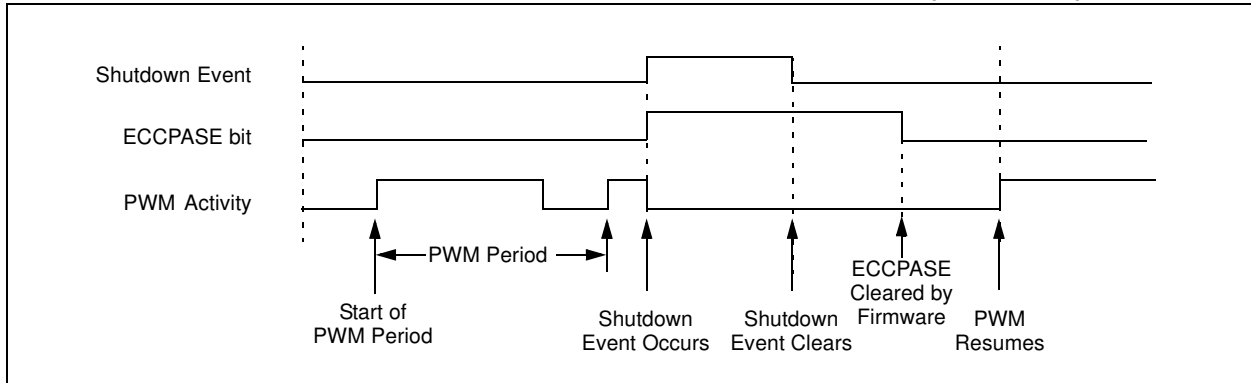 Shutdown Event
ECCPASE bit
PWM Activity
PWM Period
Start of
PWM Period
Shutdown
Event Occurs
Shutdown
Event Clears
ECCPASE
Cleared by
Firmware
PWM
Resumes